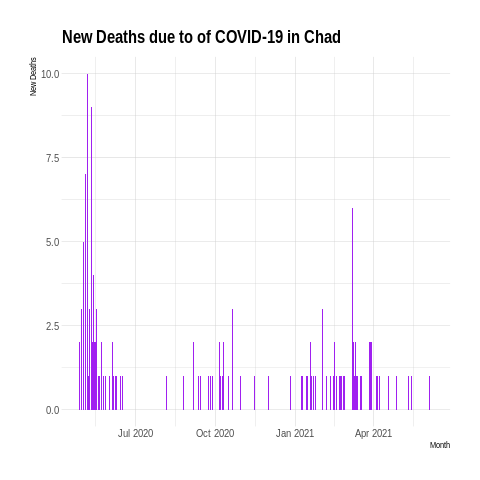 New Deaths due to of COVID-19 in Chad
New Deaths
10.0
7.5
5.0
2.5
0.0
Jul 2020
Oct 2020
Jan 2021
Apr 2021
Month